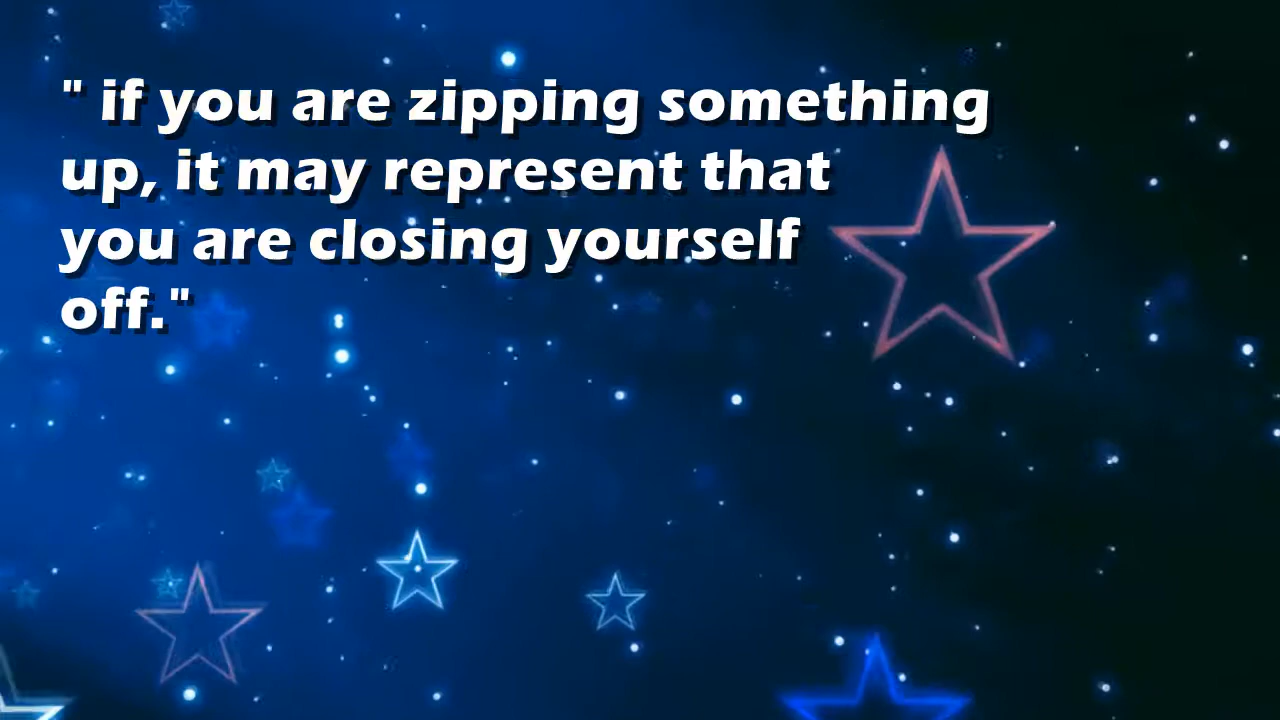 " if you are zipping something
up, it may represent that
you are closing yourself
off."